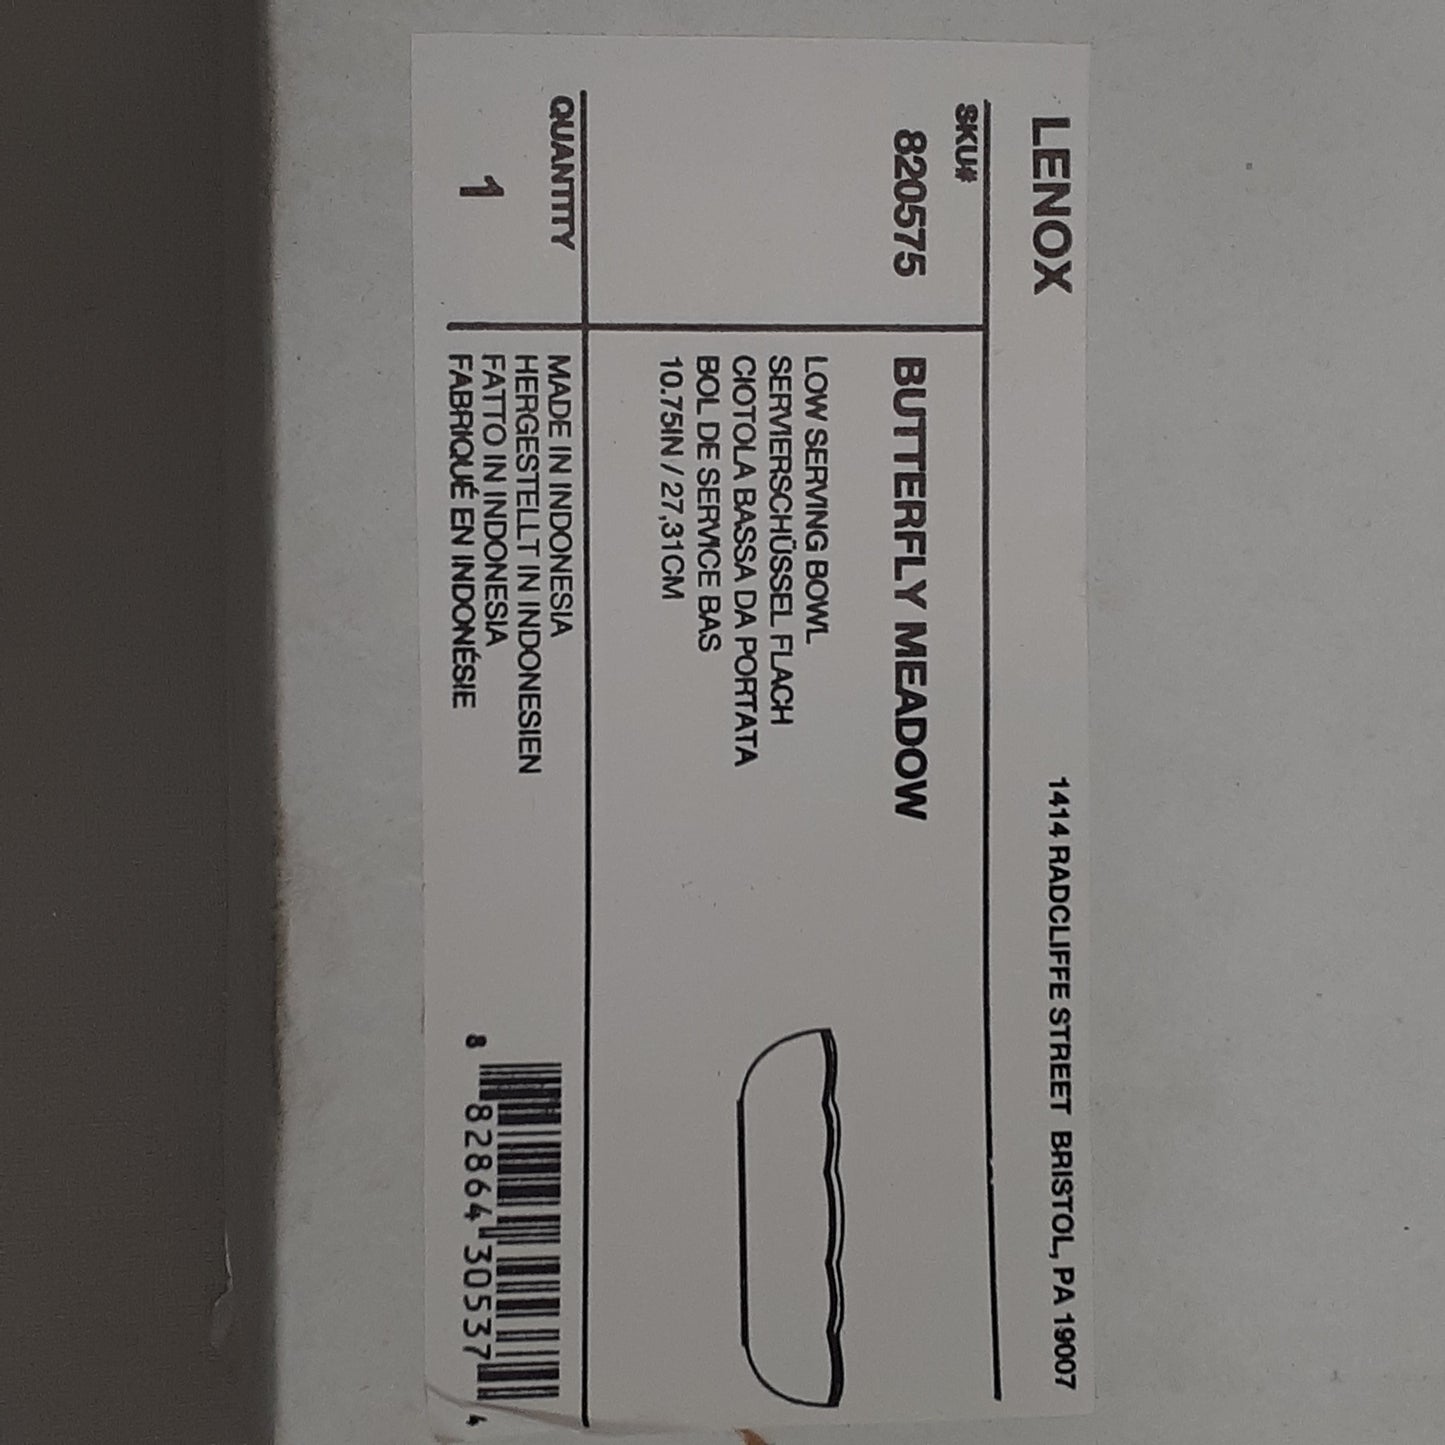 LENOX
1414 RADCLIFFE STREET BRISTOL, PA 19007
SKU#
820575
BUTTERFLY MEADOW
LOW SERVING BOWL
SERVIERSCHÜSSEL FLACH
CIOTOLA BASSA DA PORTATA
BOL DE SERVICE BAS
10.75IN / 27,31CM
QUANTITY
1
MADE IN INDONESIA
HERGESTELLT IN INDONESIEN
FATTO IN INDONESIA
FABRIQUÉ EN INDONÉSIE
8 82864 30537 4